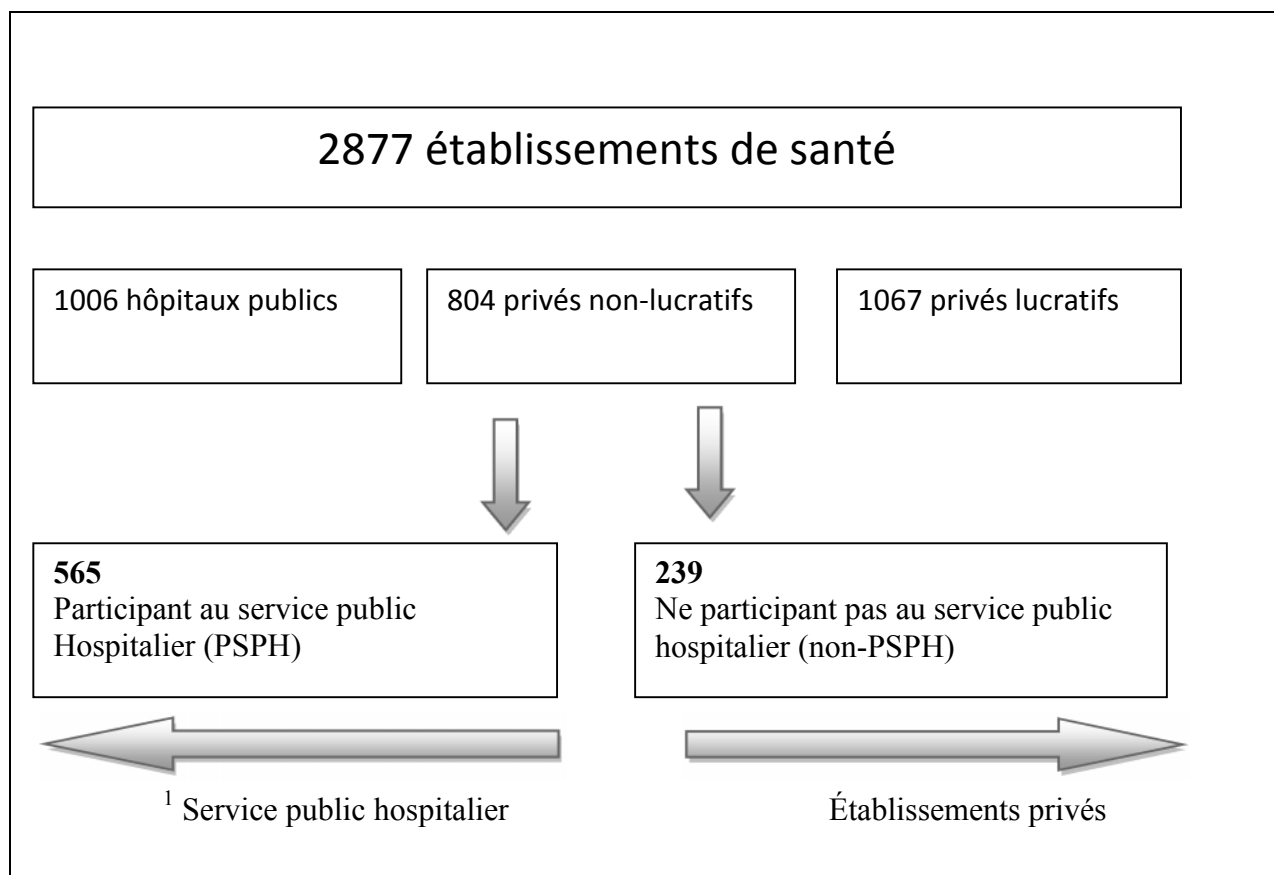 2877 établissements de santé
1006 hôpitaux publics
804 privés non-lucratifs
1067 privés lucratifs
565
Participant au service public
Hospitalier (PSPH)
239
Ne participant pas au service public
hospitalier (non-PSPH)
1 Service public hospitalier
Établissements privés